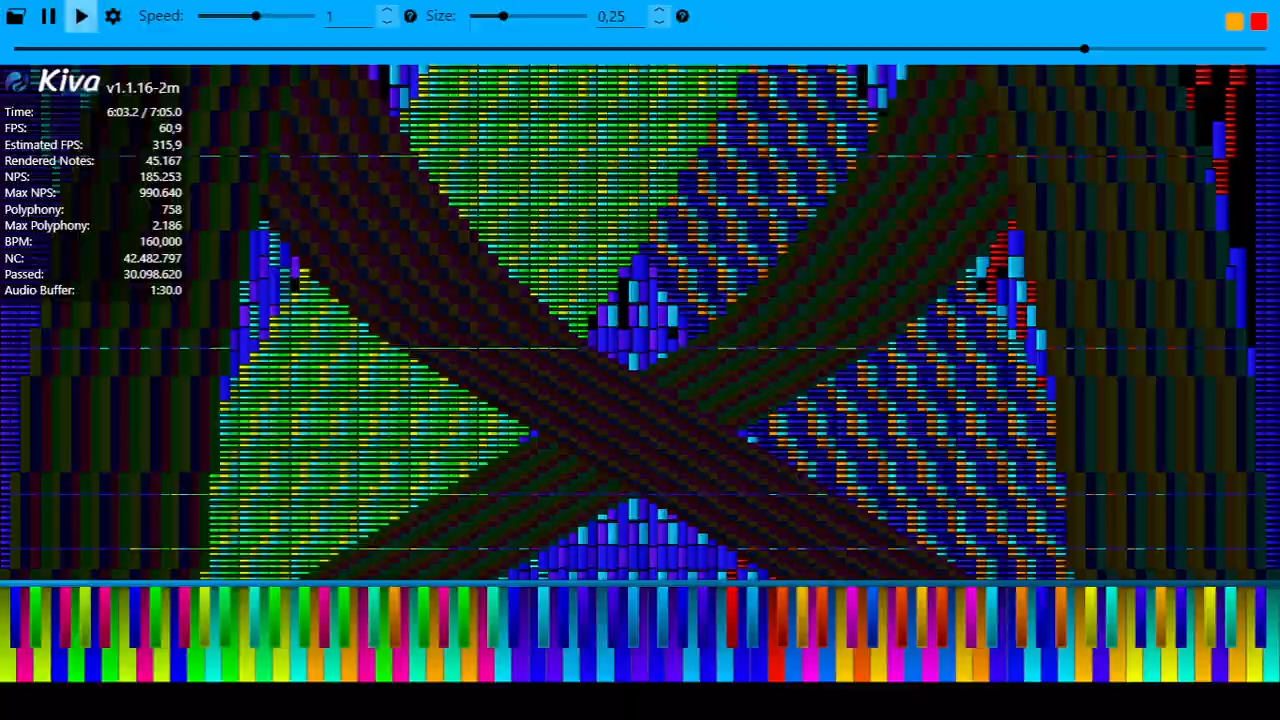 Speed: 1 ? Size: 0,25 ?
Kiva v1.1.16-2m
Time: 6:03.2 / 7:05.0
FPS: 60,9
Estimated FPS: 315,9
Rendered Notes: 45.167
NPS: 185.253
Max NPS: 990.640
Polyphony: 758
Max Polyphony: 2.186
BPM: 160,000
NC: 42.482.797
Passed: 30.098.620
Audio Buffer: 1:30.0